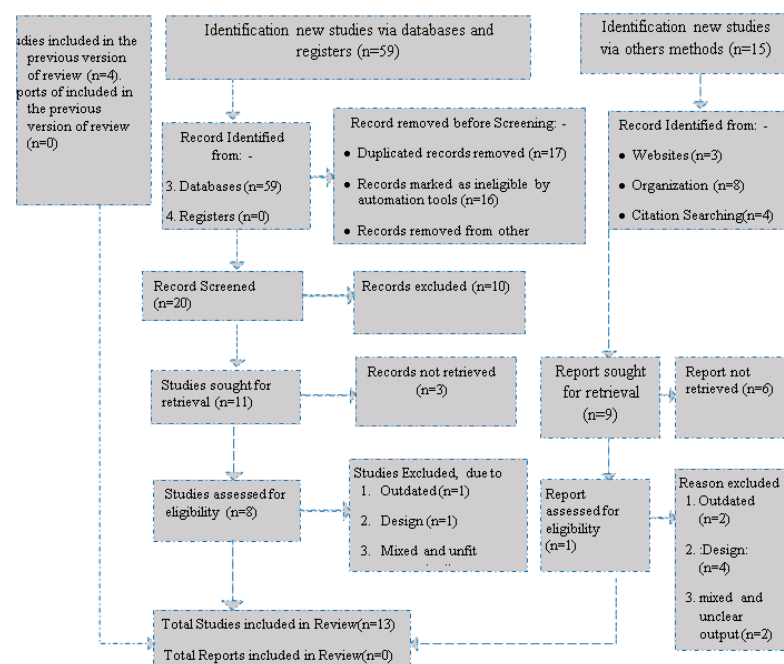 Identification new studies via databases
and registers (n=59)
Identification new studies
via others methods (n=15)
udies included in the
previous version
of review (n=4).
ports of included in
the previous
version of review
(n=0)
Record Identified
from: -
3. Databases (n=59)
4. Registers (n=0)
Record removed before Screening: -
• Duplicated records removed (n=17)
• Records marked as ineligible by
automation tools (n=16)
• Records removed from other
Record Identified from:
• Websites (n=3)
• Organization (n=8)
• Citation Searching(n=4)
Record Screened
(n=20)
Records excluded (n=10)
Studies sought for
retrieval (n=11)
Records not retrieved
(n=3)
Report sought
for retrieval
(n=9)
Report not
retrieved (n=6)
Studies assessed for
eligibility (n=8)
Studies Excluded, due to
1. Outdated (n=1)
2. Design (n=1)
3. Mixed and unfit
Report
assessed for
eligibility
(n=1)
Reason excluded
1. Outdated
(n=2)
2. :Design:
(n=4)
3. mixed and
unclear
output(n=2)
Total Studies included in Review(n=13)
Total Reports included in Review(n=0)